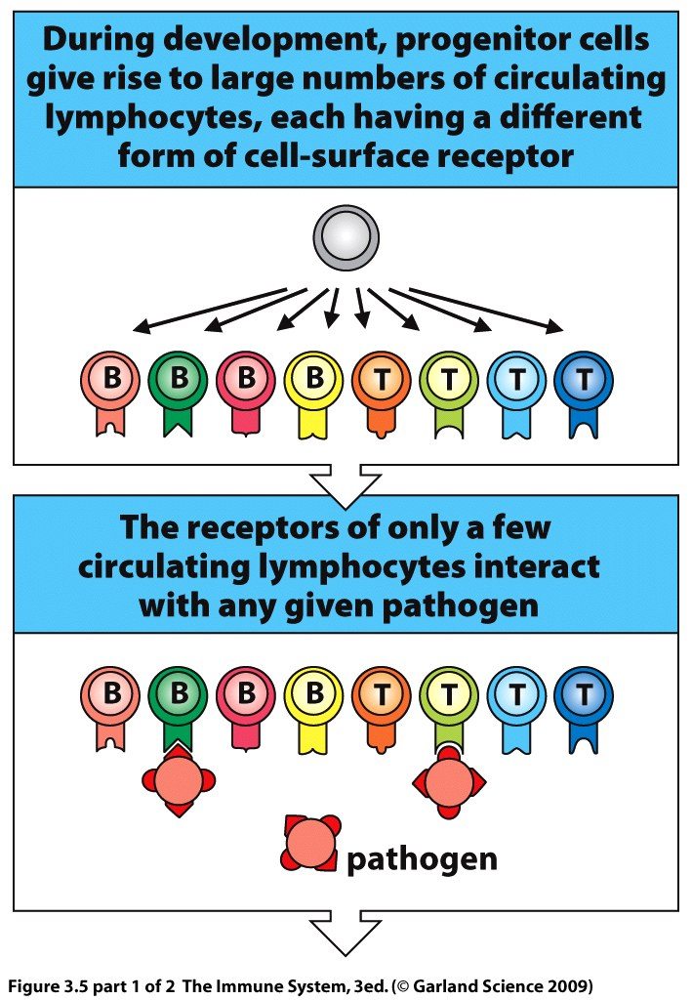 During development, progenitor cells
give rise to large numbers of circulating
lymphocytes, each having a different
form of cell-surface receptor
B B B B T T T T
The receptors of only a few
circulating lymphocytes interact
with any given pathogen
B B B B T T T T
pathogen
Figure 3.5 part 1 of 2 The Immune System, 3ed. (© Garland Science 2009)